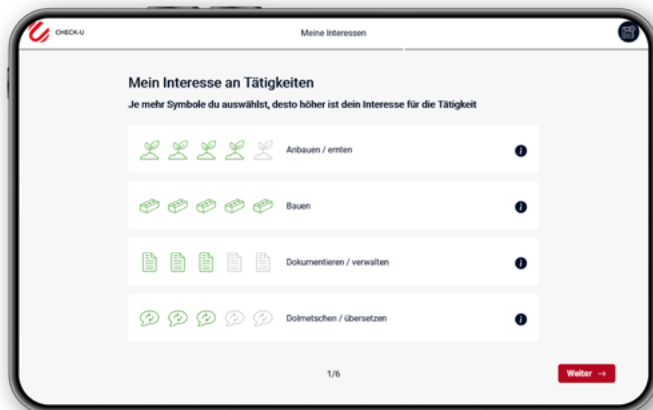 CHECK-U
Meine Interessen
Mein Interesse an Tätigkeiten
Je mehr Symbole du auswählst, desto höher ist dein Interesse für die Tätigkeit
Anbauen / ernten
Bauen
Dokumentieren / verwalten
Dolmetschen / übersetzen
1/6
Weiter →